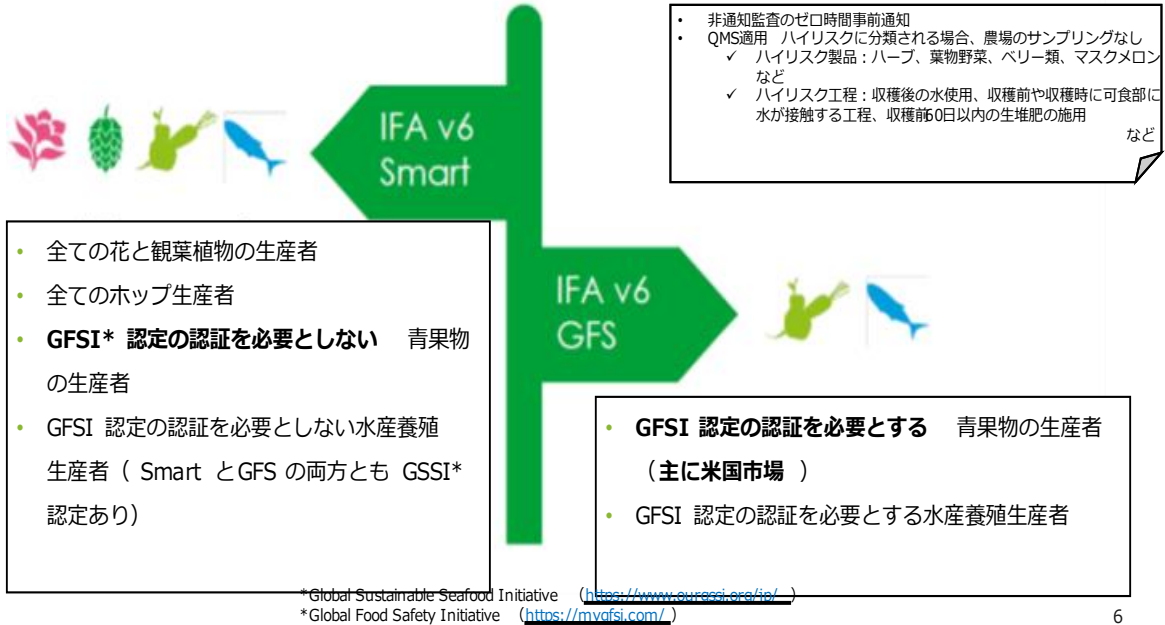 • 非通知監査のゼロ時間事前通知
• QMS適用 ハイリスクに分類される場合、農場のサンプリングなし
✓ ハイリスク製品：ハーブ、葉物野菜、ベリー類、マスクメロン
など
✓ ハイリスク工程：収穫後の水使用、収穫前や収穫時に可食部に
水が接触する工程、収穫前60日以内の生堆肥の施用
など
IFA v6
Smart
• 全ての花と観葉植物の生産者
• 全てのホップ生産者
• GFSI* 認定の認証を必要としない 青果物
の生産者
• GFSI 認定の認証を必要としない水産養殖
生産者（ Smart とGFS の両方とも GSSI*
認定あり）
IFA v6
GFS
• GFSI 認定の認証を必要とする 青果物の生産者
（主に米国市場 ）
• GFSI 認定の認証を必要とする水産養殖生産者
*Global Sustainable Seafood Initiative （https://www.ourgssi.org/jp/ ）
*Global Food Safety Initiative （https://mygfsi.com/ ）
6